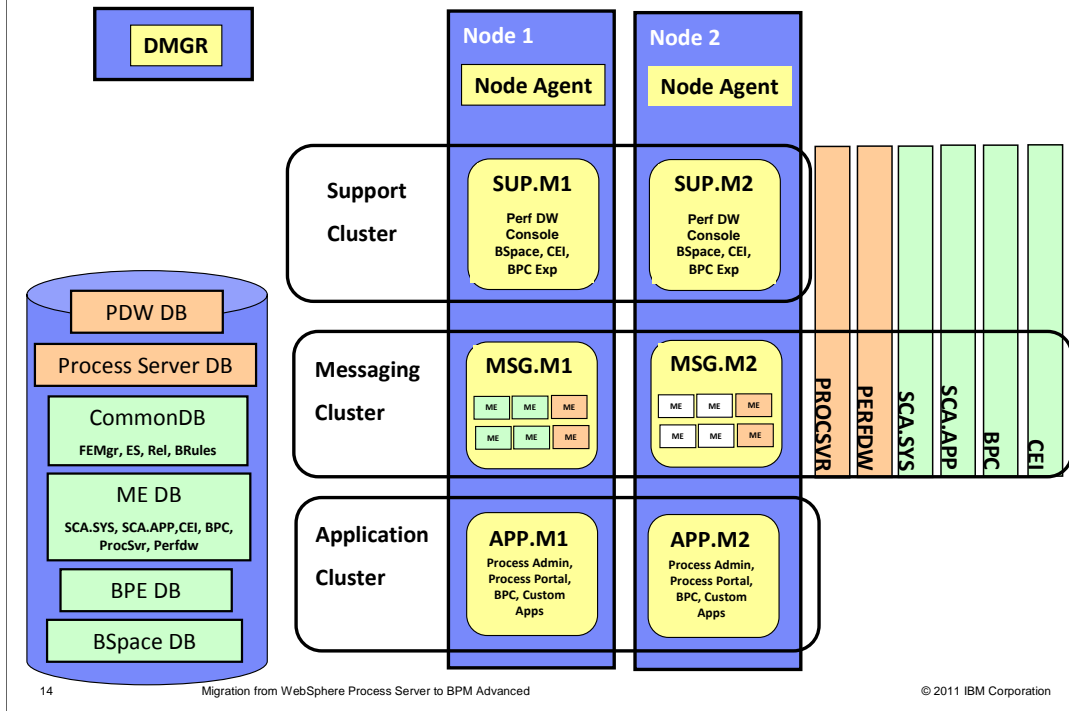 DMGR
Node 1
Node 2
Node Agent
Node Agent
Support
Cluster
SUP.M1
Perf DW
Console
BSpace, CEI,
BPC Exp
SUP.M2
Perf DW
Console
BSpace, CEI,
BPC Exp
PDW DB
Process Server DB
CommonDB
FEMgr, ES, Rel, BRules
ME DB
SCA.SYS, SCA.APP,CEI, BPC,
ProcSvr, Perfdw
BPE DB
BSpace DB
Messaging
Cluster
MSG.M1
ME ME ME
ME ME ME
MSG.M2
ME ME ME
ME ME ME
PROCSVR
PERFDW
SCA.SYS
SCA.APP
BPC
CEI
Application
Cluster
APP.M1
Process Admin,
Process Portal,
BPC, Custom
Apps
APP.M2
Process Admin,
Process Portal,
BPC, Custom
Apps
14
Migration from WebSphere Process Server to BPM Advanced
© 2011 IBM Corporation